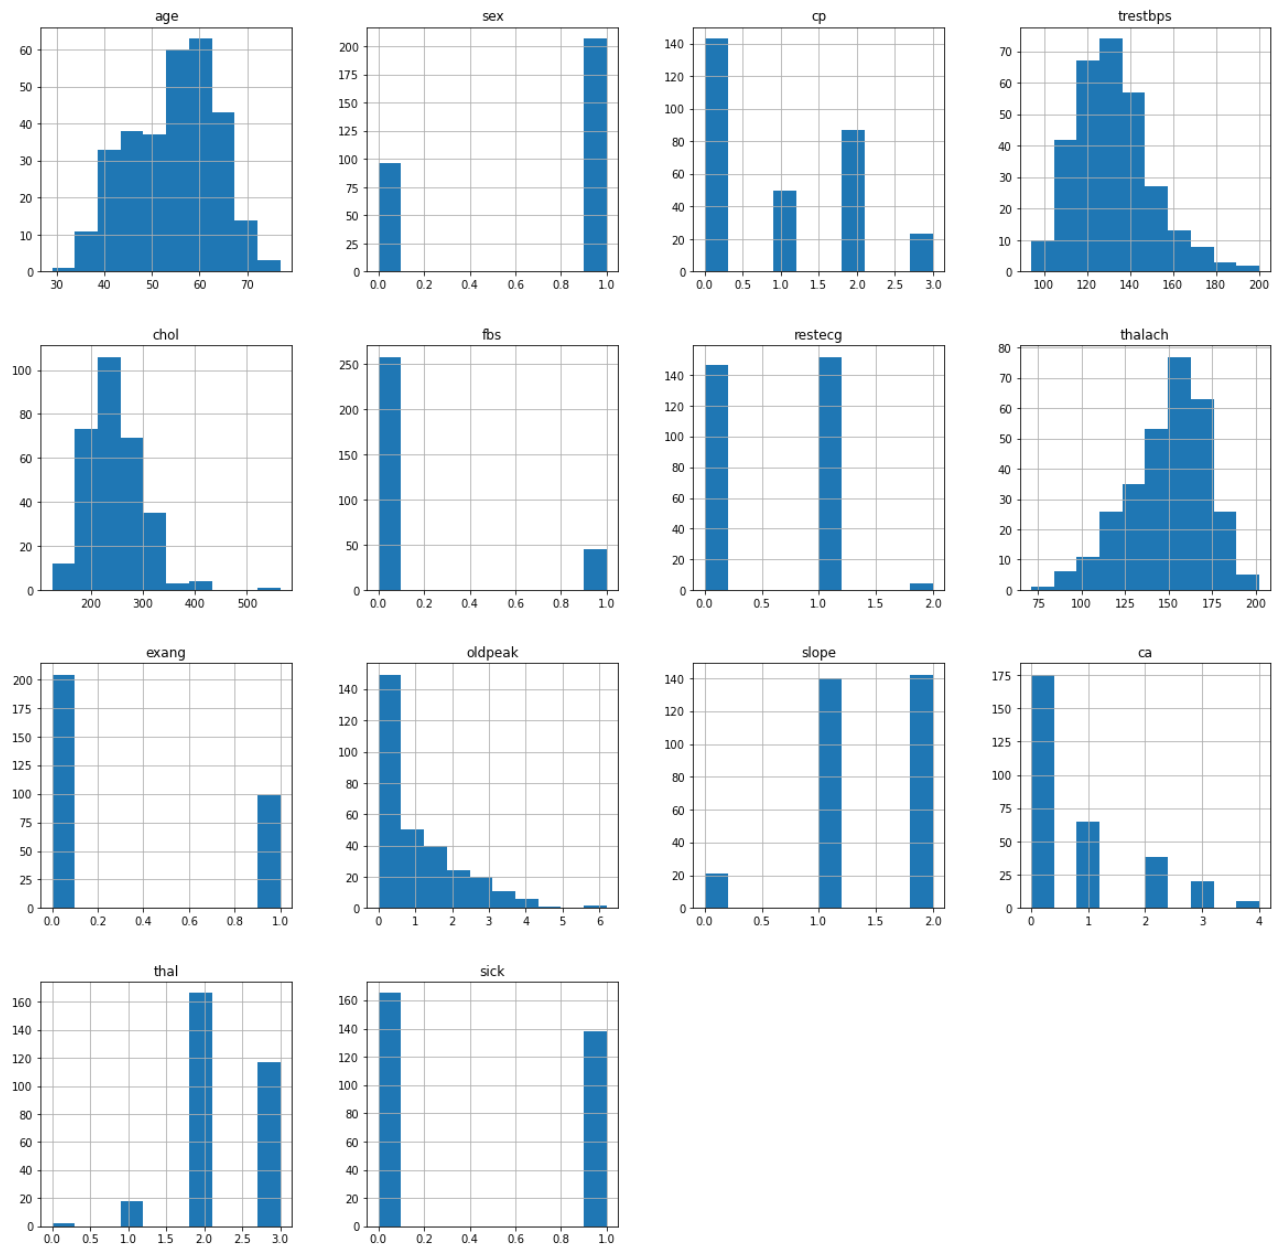 age sex cp trestbps
60 50 40 30 20 10 0
30 40 50 60 70
200 175 150 125 100 75 50 25 0
0.0 0.2 0.4 0.6 0.8 1.0
140 120 100 80 60 40 20 0
0.0 0.5 1.0 1.5 2.0 2.5 3.0
70 60 50 40 30 20 10 0
100 120 140 160 180 200
chol fbs restecg thalach
100 80 60 40 20 0
200 300 400 500
250 200 150 100 50 0
0.0 0.2 0.4 0.6 0.8 1.0
140 120 100 80 60 40 20 0
0.0 0.5 1.0 1.5 2.0
80 70 60 50 40 30 20 10 0
75 100 125 150 175 200
exang oldpeak slope ca
200 175 150 125 100 75 50 25 0
0.0 0.2 0.4 0.6 0.8 1.0
140 120 100 80 60 40 20 0
0 1 2 3 4 5 6
140 120 100 80 60 40 20 0
0.0 0.5 1.0 1.5 2.0
175 150 125 100 75 50 25 0
0 1 2 3 4
thal sick
160 140 120 100 80 60 40 20 0
0.0 0.5 1.0 1.5 2.0 2.5 3.0
160 140 120 100 80 60 40 20 0
0.0 0.2 0.4 0.6 0.8 1.0